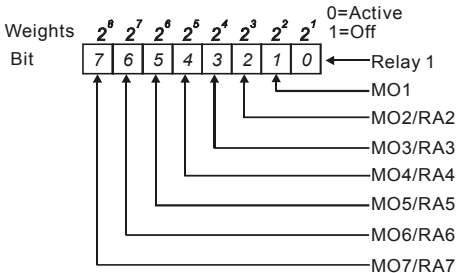 0=Active
Weights 2⁸ 2⁷ 2⁶ 2⁵ 2⁴ 2³ 2² 2¹ 1=Off
Bit 7 6 5 4 3 2 1 0 Relay 1
MO1
MO2/RA2
MO3/RA3
MO4/RA4
MO5/RA5
MO6/RA6
MO7/RA7